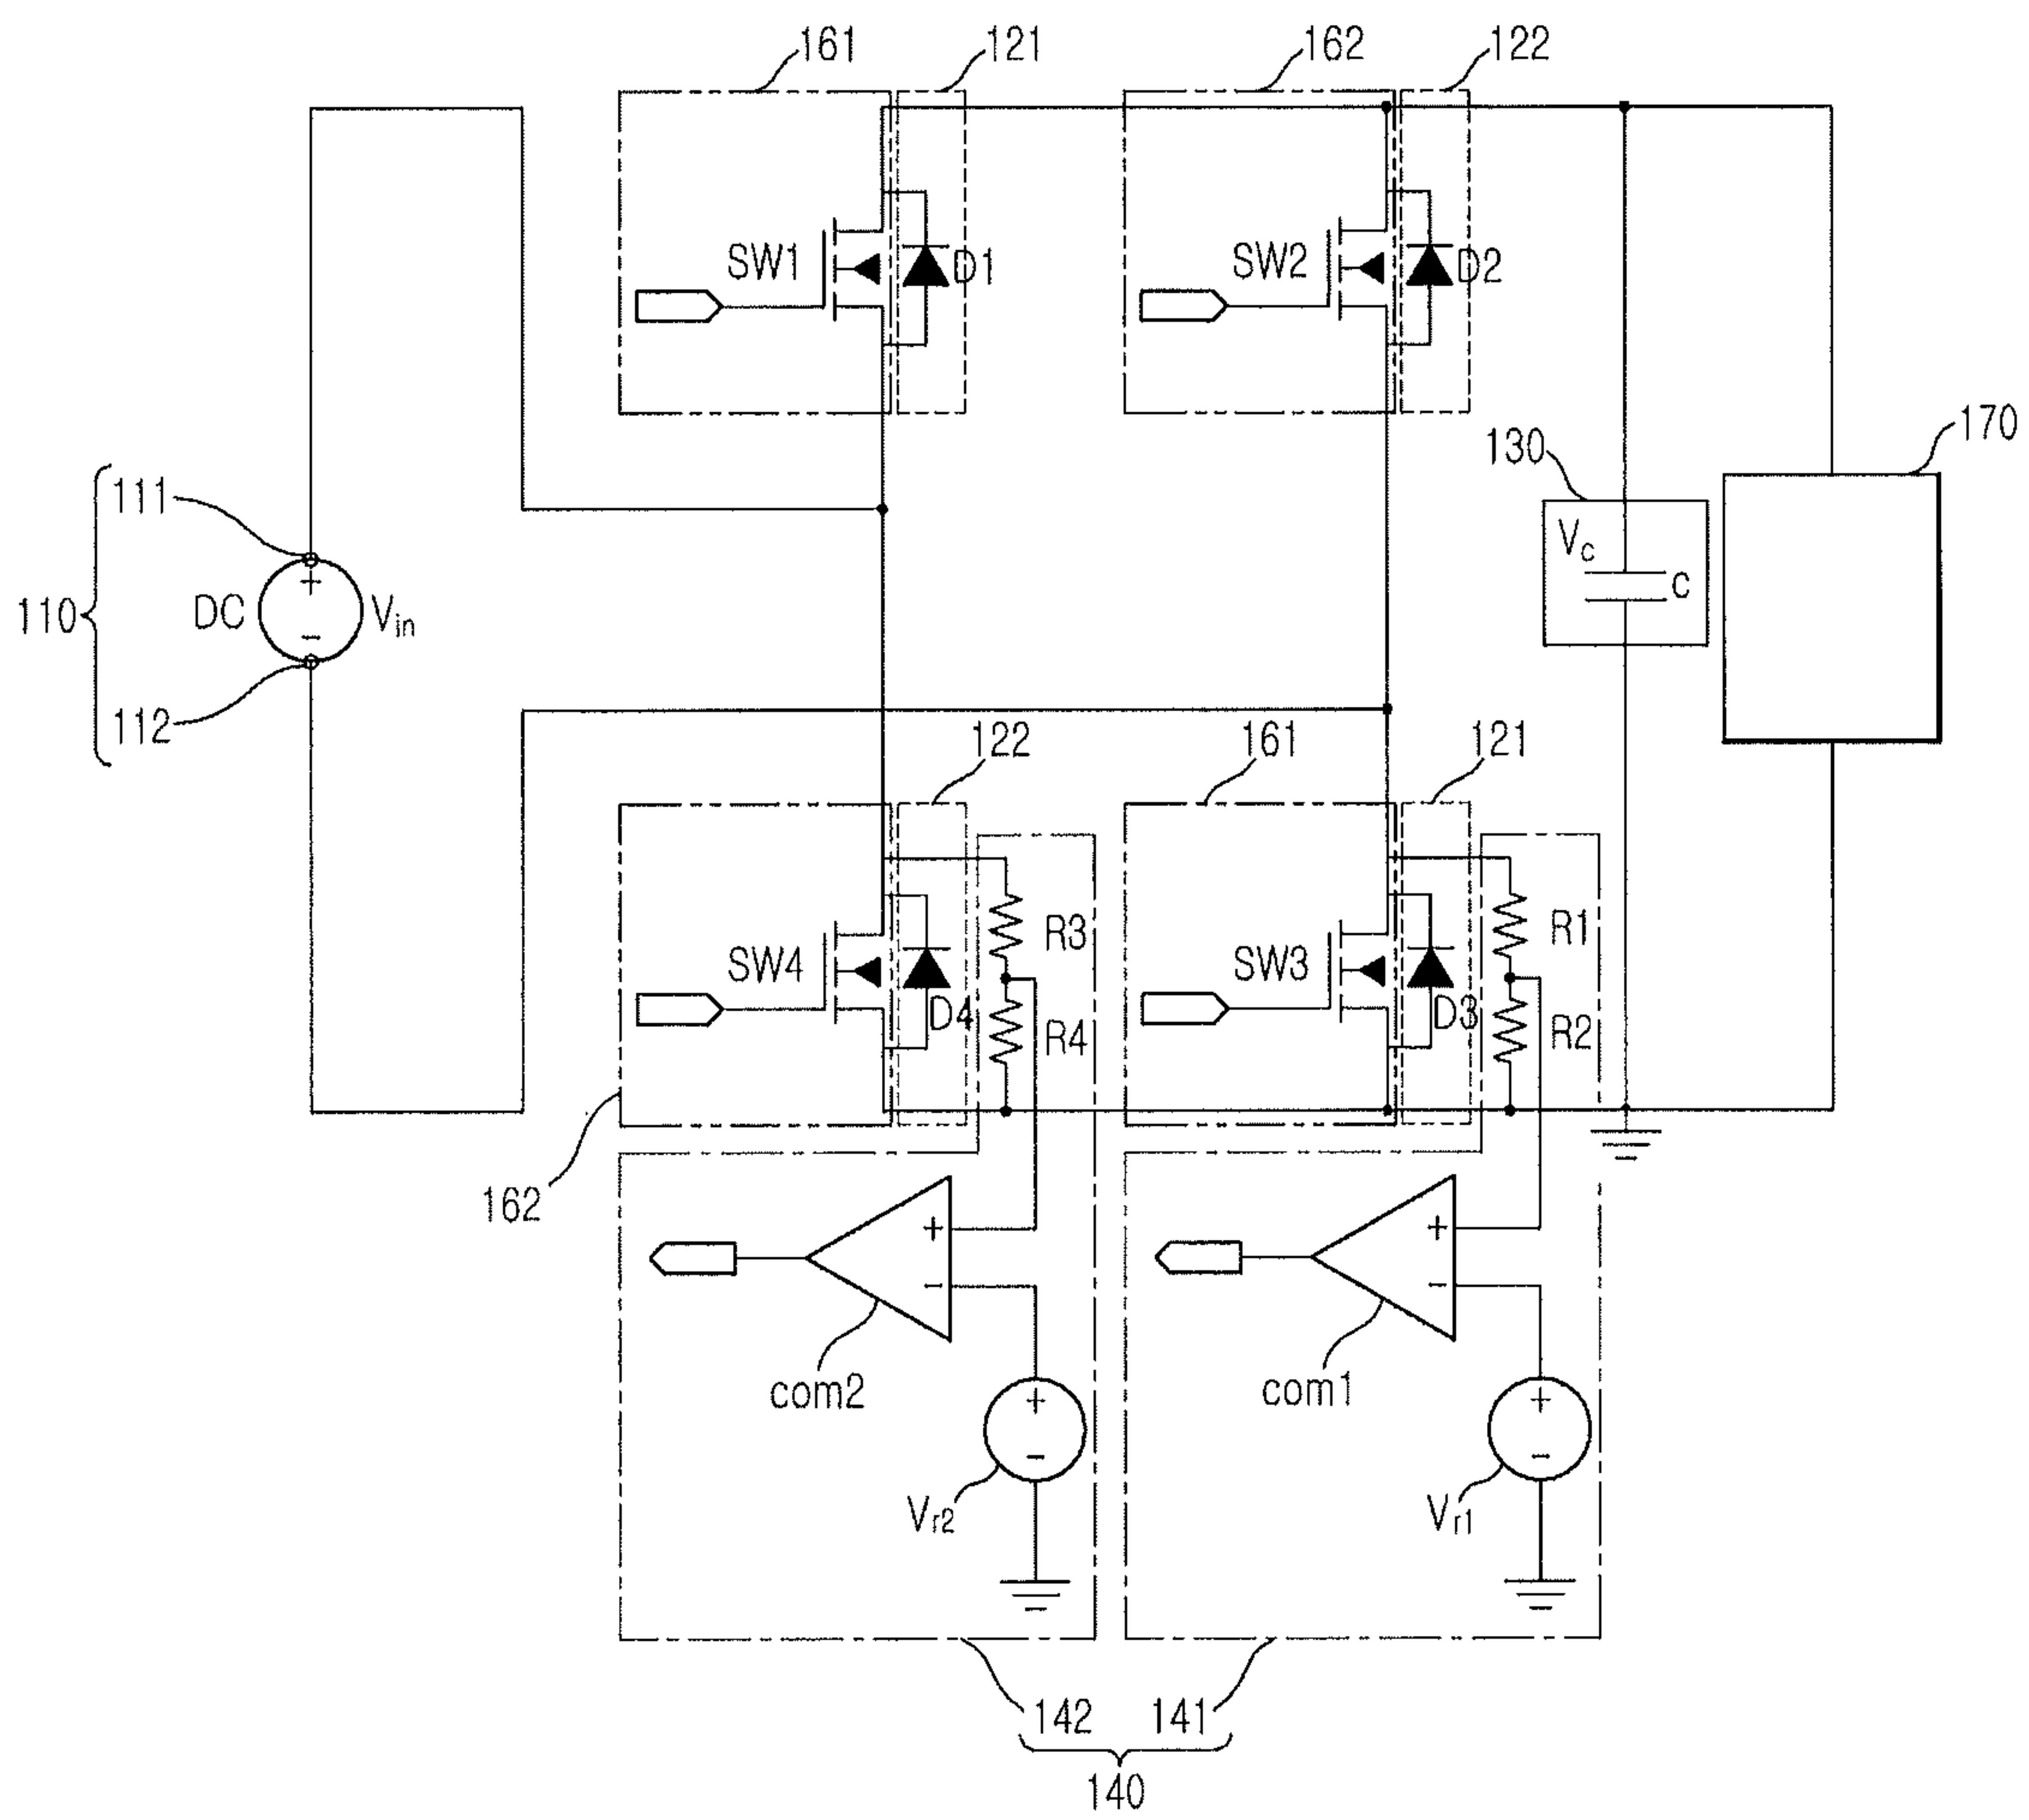 161
121
162
122
SW1
D1
SW2
D2
111
110
+
DC
Vin
-
112
130
170
Vc
C
122
161
121
SW4
D4
R3
R4
SW3
D3
R1
R2
162
+
-
com2
+
-
Vr2
+
-
com1
+
-
Vr1
142
141
140